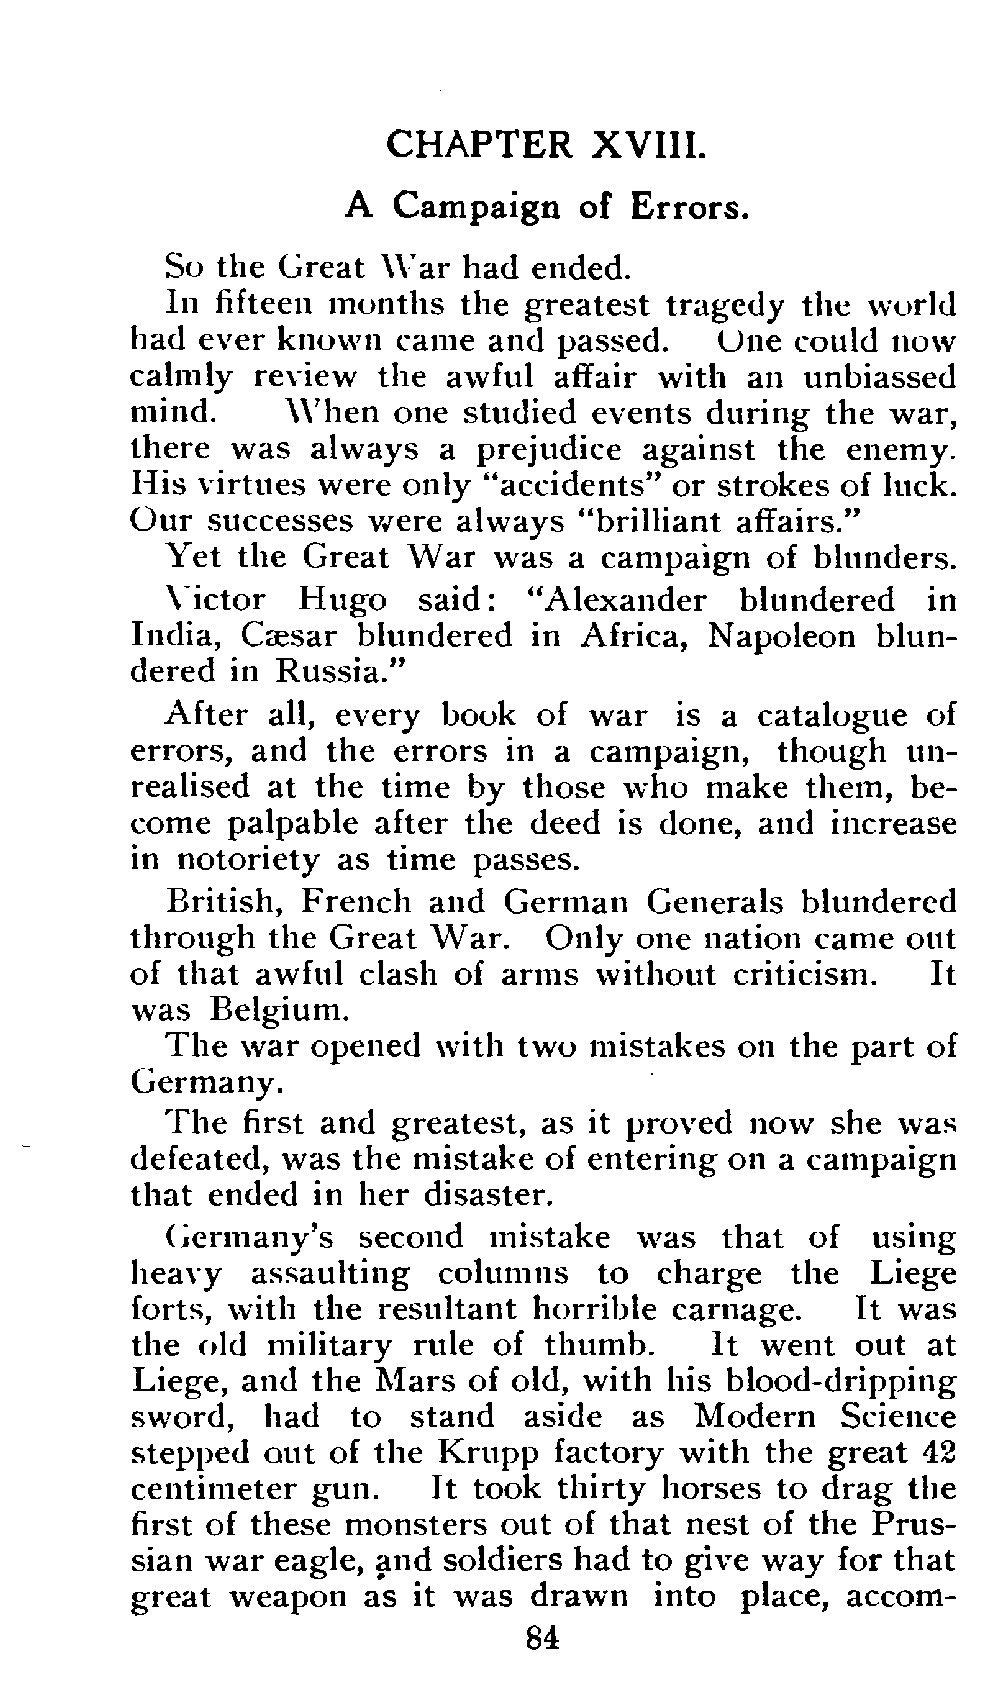 CHAPTER XVIII.
A Campaign of Errors.
So the Great War had ended.
In fifteen months the greatest tragedy the world
had ever known came and passed. One could now
calmly review the awful affair with an unbiassed
mind. When one studied events during the war,
there was always a prejudice against the enemy.
His virtues were only “accidents” or strokes of luck.
Our successes were always “brilliant affairs.”
Yet the Great War was a campaign of blunders.
Victor Hugo said: “Alexander blundered in
India, Cæsar blundered in Africa, Napoleon blun-
dered in Russia.”
After all, every book of war is a catalogue of
errors, and the errors in a campaign, though un-
realised at the time by those who make them, be-
come palpable after the deed is done, and increase
in notoriety as time passes.
British, French and German Generals blundered
through the Great War. Only one nation came out
of that awful clash of arms without criticism. It
was Belgium.
The war opened with two mistakes on the part of
Germany.
The first and greatest, as it proved now she was
defeated, was the mistake of entering on a campaign
that ended in her disaster.
Germany's second mistake was that of using
heavy assaulting columns to charge the Liege
forts, with the resultant horrible carnage. It was
the old military rule of thumb. It went out at
Liege, and the Mars of old, with his blood-dripping
sword, had to stand aside as Modern Science
stepped out of the Krupp factory with the great 42
centimeter gun. It took thirty horses to drag the
first of these monsters out of that nest of the Prus-
sian war eagle, and soldiers had to give way for that
great weapon as it was drawn into place, accom-
84